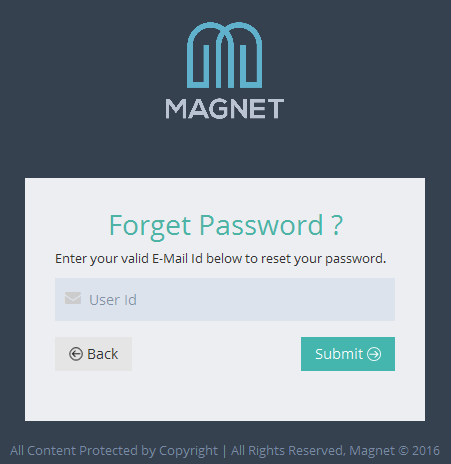 MAGNET
Forget Password ?
Enter your valid E-Mail Id below to reset your password.
User Id
Back
Submit
All Content Protected by Copyright | All Rights Reserved, Magnet © 2016